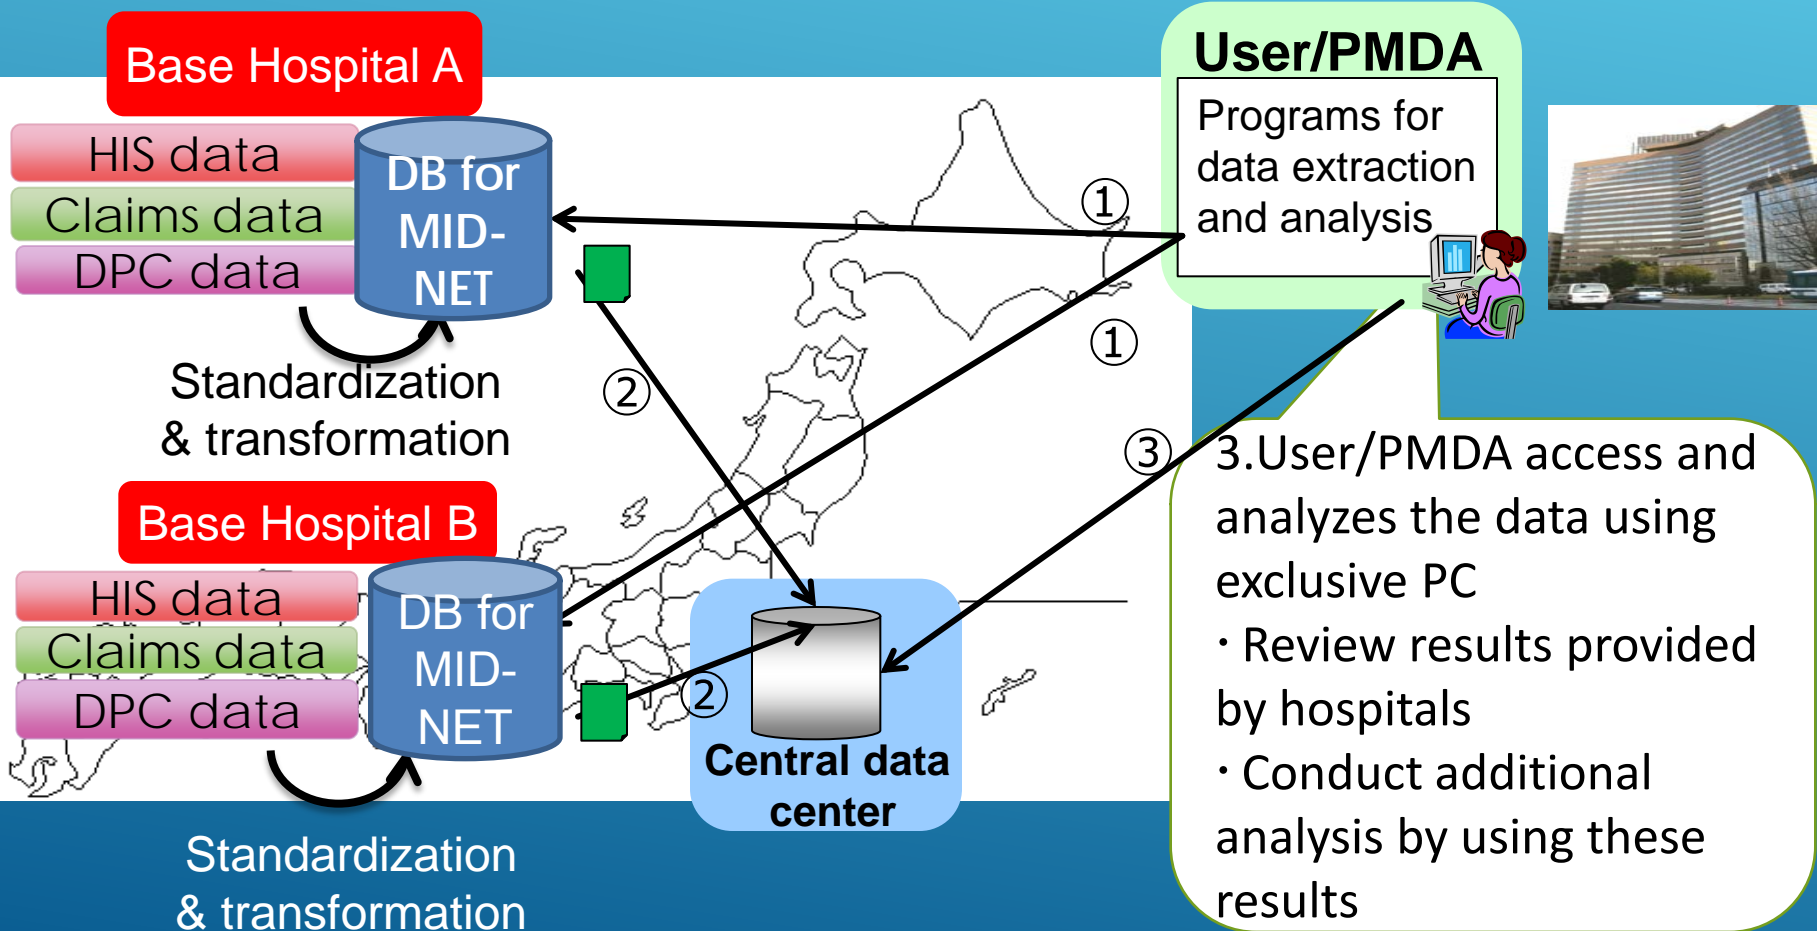 Base Hospital A
HIS data
Claims data
DPC data
DB for
MID-
NET
Standardization
& transformation
Base Hospital B
HIS data
Claims data
DPC data
DB for
MID-
NET
Standardization
& transformation
①
①
②
②
③
Central data
center
User/PMDA
Programs for
data extraction
and analysis
3.User/PMDA access and
analyzes the data using
exclusive PC
・Review results provided
by hospitals
・Conduct additional
analysis by using these
results